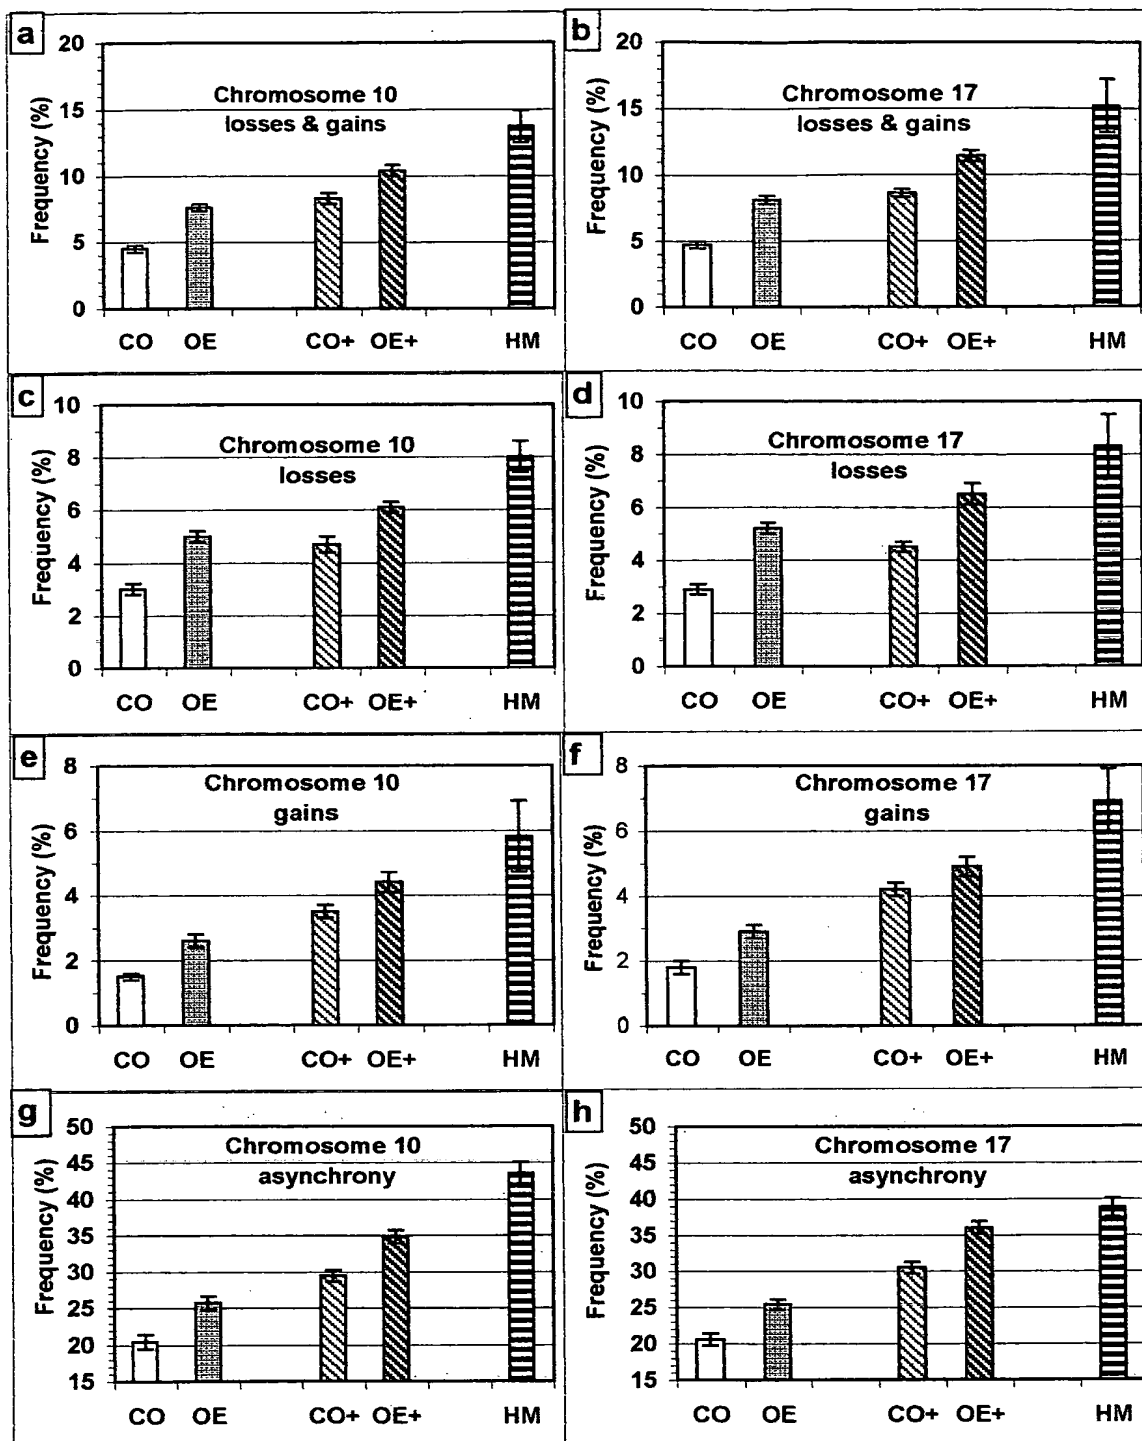 a
Frequency (%)
20
15
10
5
0
Chromosome 10
losses & gains
CO OE CO+ OE+ HM
b
Frequency (%)
20
15
10
5
0
Chromosome 17
losses & gains
CO OE CO+ OE+ HM
c
Frequency (%)
10
8
6
4
2
0
Chromosome 10
losses
CO OE CO+ OE+ HM
d
Frequency (%)
10
8
6
4
2
0
Chromosome 17
losses
CO OE CO+ OE+ HM
e
Frequency (%)
8
6
4
2
0
Chromosome 10
gains
CO OE CO+ OE+ HM
f
Frequency (%)
8
6
4
2
0
Chromosome 17
gains
CO OE CO+ OE+ HM
g
Frequency (%)
50
45
40
35
30
25
20
15
Chromosome 10
asynchrony
CO OE CO+ OE+ HM
h
Frequency (%)
50
45
40
35
30
25
20
15
Chromosome 17
asynchrony
CO OE CO+ OE+ HM